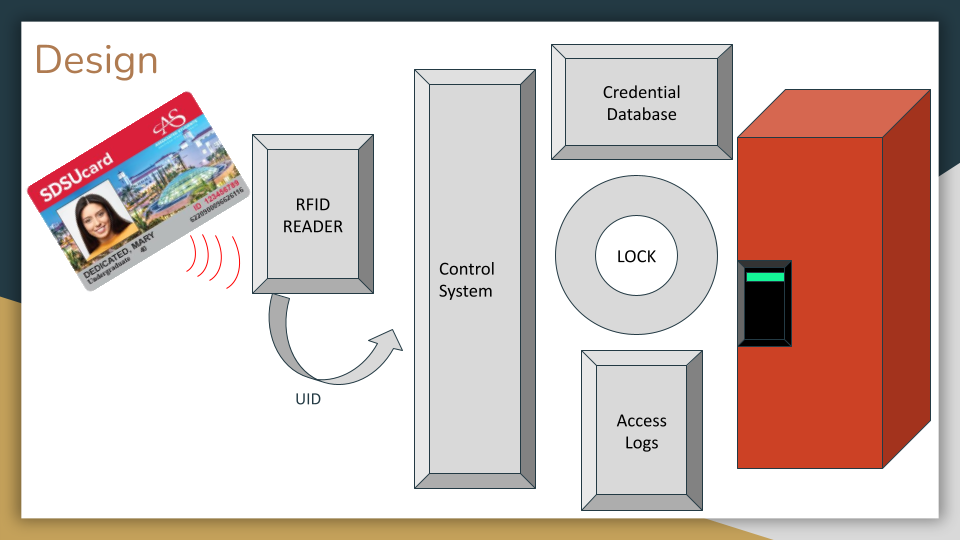 Design
AS
SDSUcard
ID 123456789
6220900096626116
DEDICATED, MARY
Undergraduate 40
RFID
READER
UID
Control
System
Credential
Database
LOCK
Access
Logs